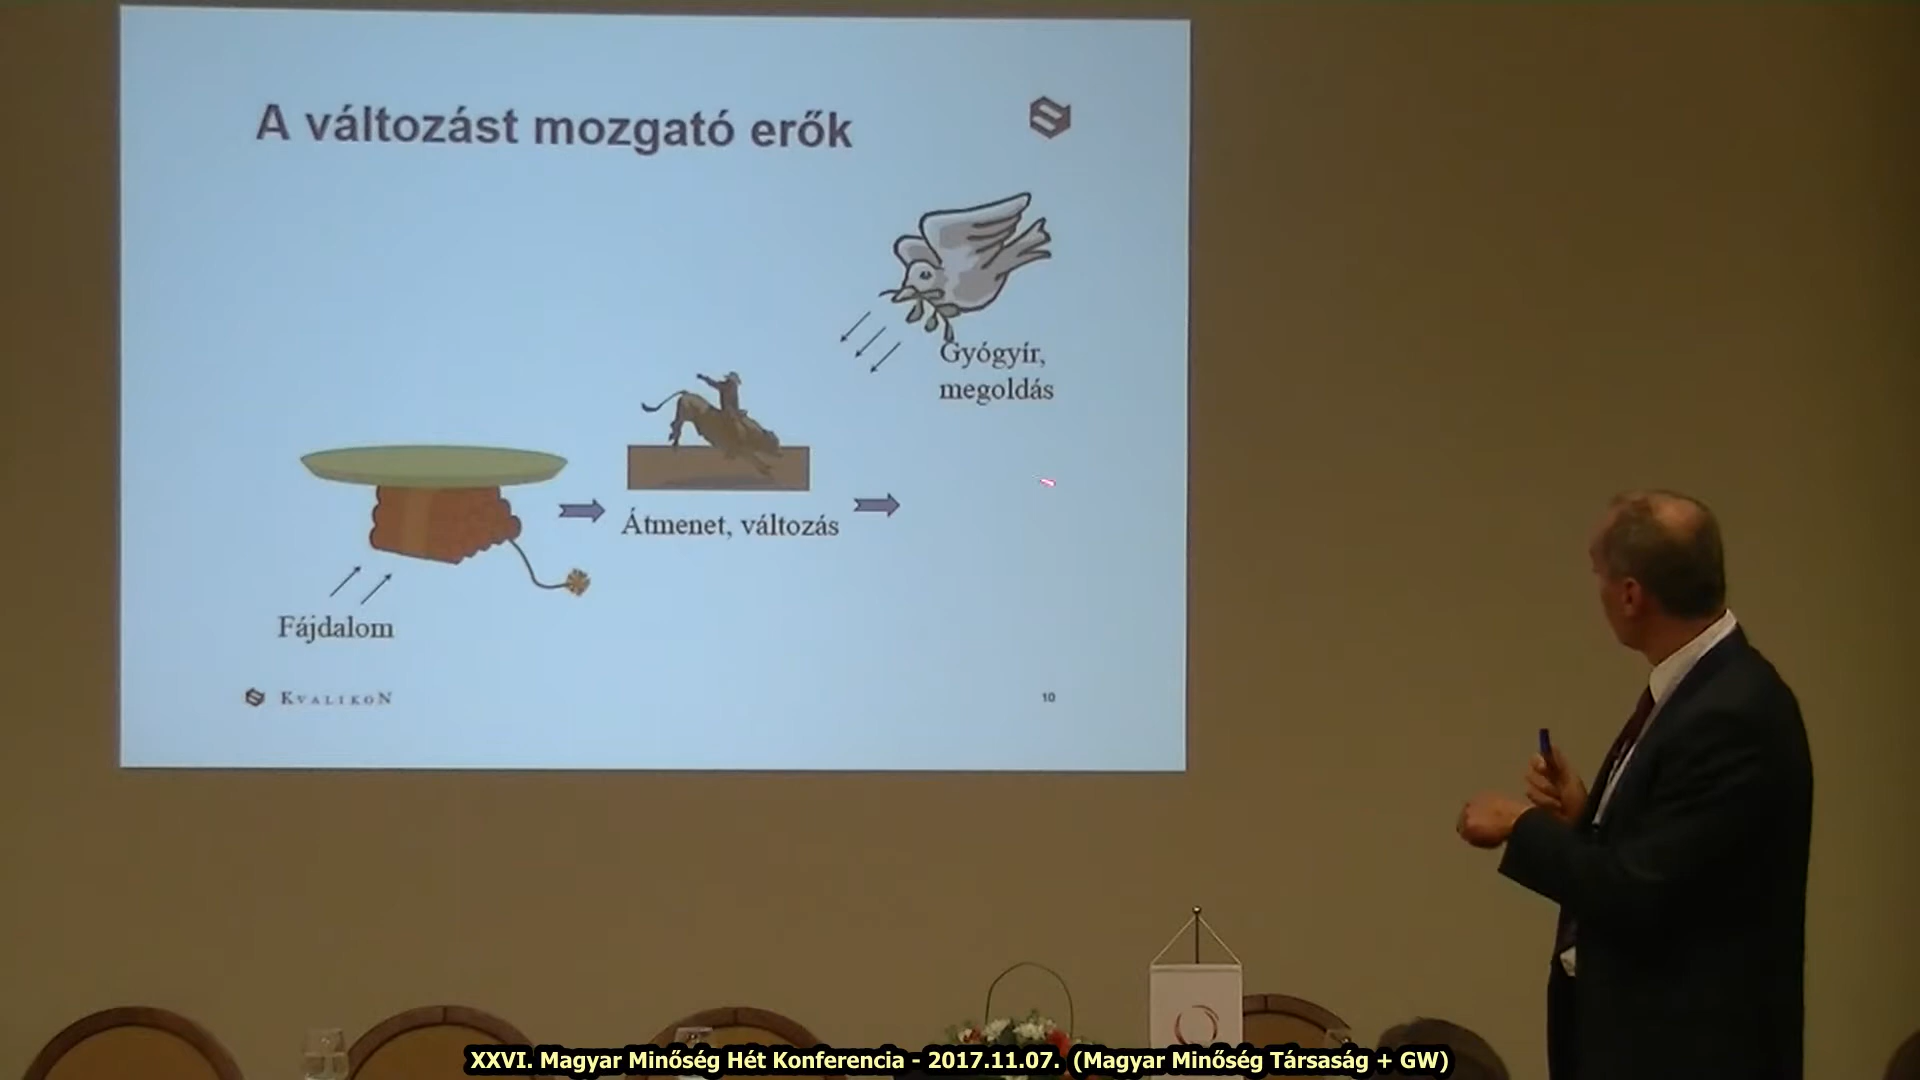 A változást mozgató erők
Gyógyír,
megoldás
Átmenet, változás
Fájdalom
KVALIKON
10
XXVI. Magyar Minőség Hét Konferencia - 2017.11.07. (Magyar Minőség Társaság + GW)